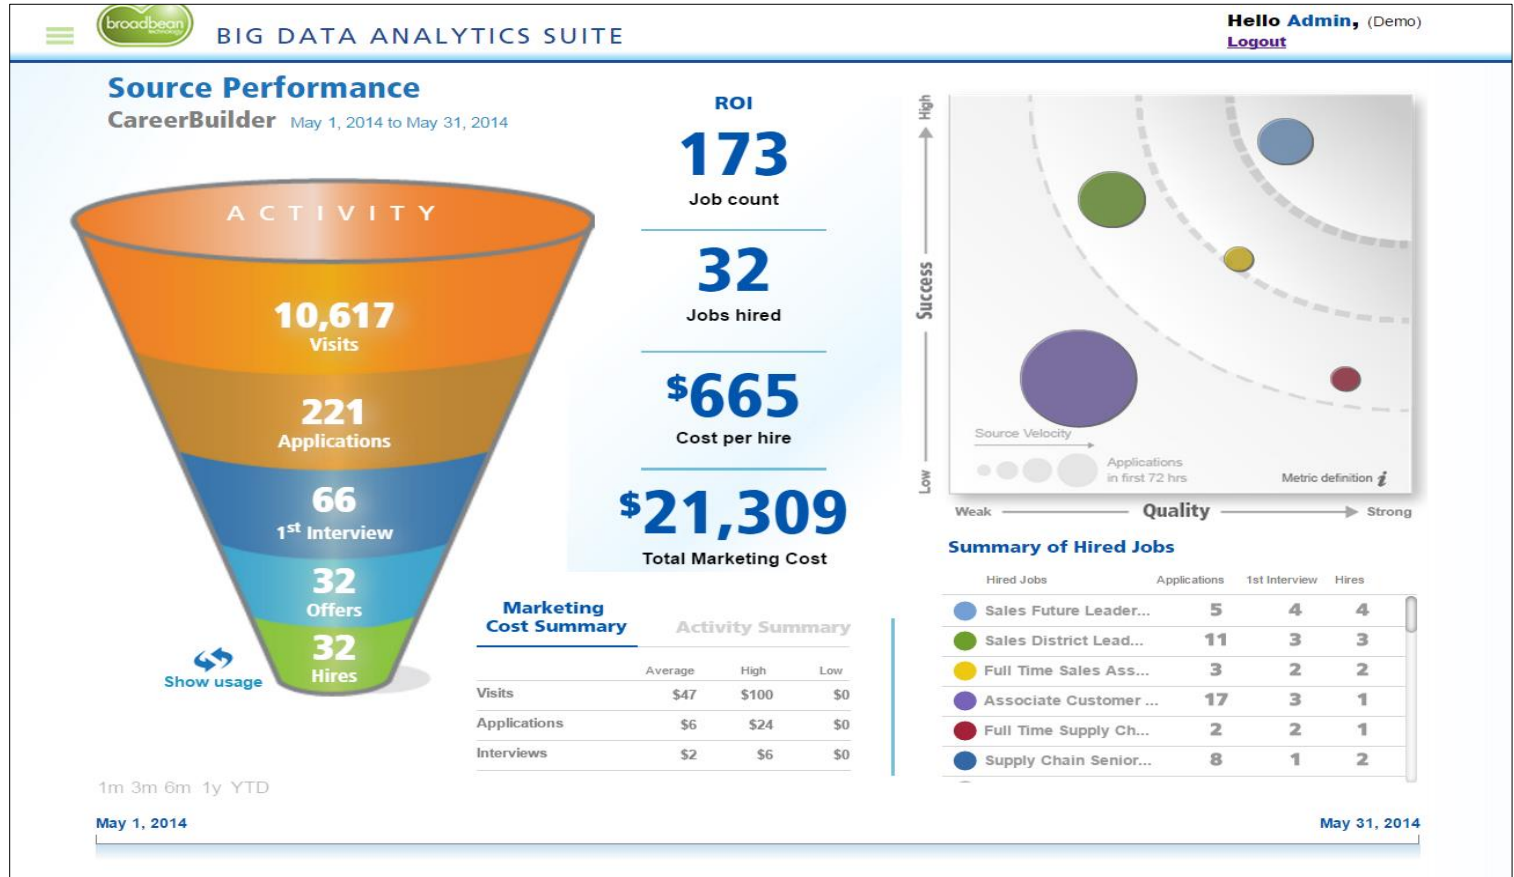 broadbean
technology
BIG DATA ANALYTICS SUITE
Hello Admin, (Demo)
Logout
Source Performance
CareerBuilder May 1, 2014 to May 31, 2014
ACTIVITY
10,617
Visits
221
Applications
66
1st Interview
32
Offers
32
Hires
Show usage
ROI
173
Job count
32
Jobs hired
$665
Cost per hire
$21,309
Total Marketing Cost
Marketing
Cost Summary
Activity Summary
Average High Low
Visits $47 $100 $0
Applications $6 $24 $0
Interviews $2 $6 $0
High
Success
Low
Source Velocity
Applications
in first 72 hrs
Metric definition i
Weak Quality Strong
Summary of Hired Jobs
Hired Jobs Applications 1st Interview Hires
Sales Future Leader... 5 4 4
Sales District Lead... 11 3 3
Full Time Sales Ass... 3 2 2
Associate Customer ... 17 3 1
Full Time Supply Ch... 2 2 1
Supply Chain Senior... 8 1 2
1m 3m 6m 1y YTD
May 1, 2014 May 31, 2014